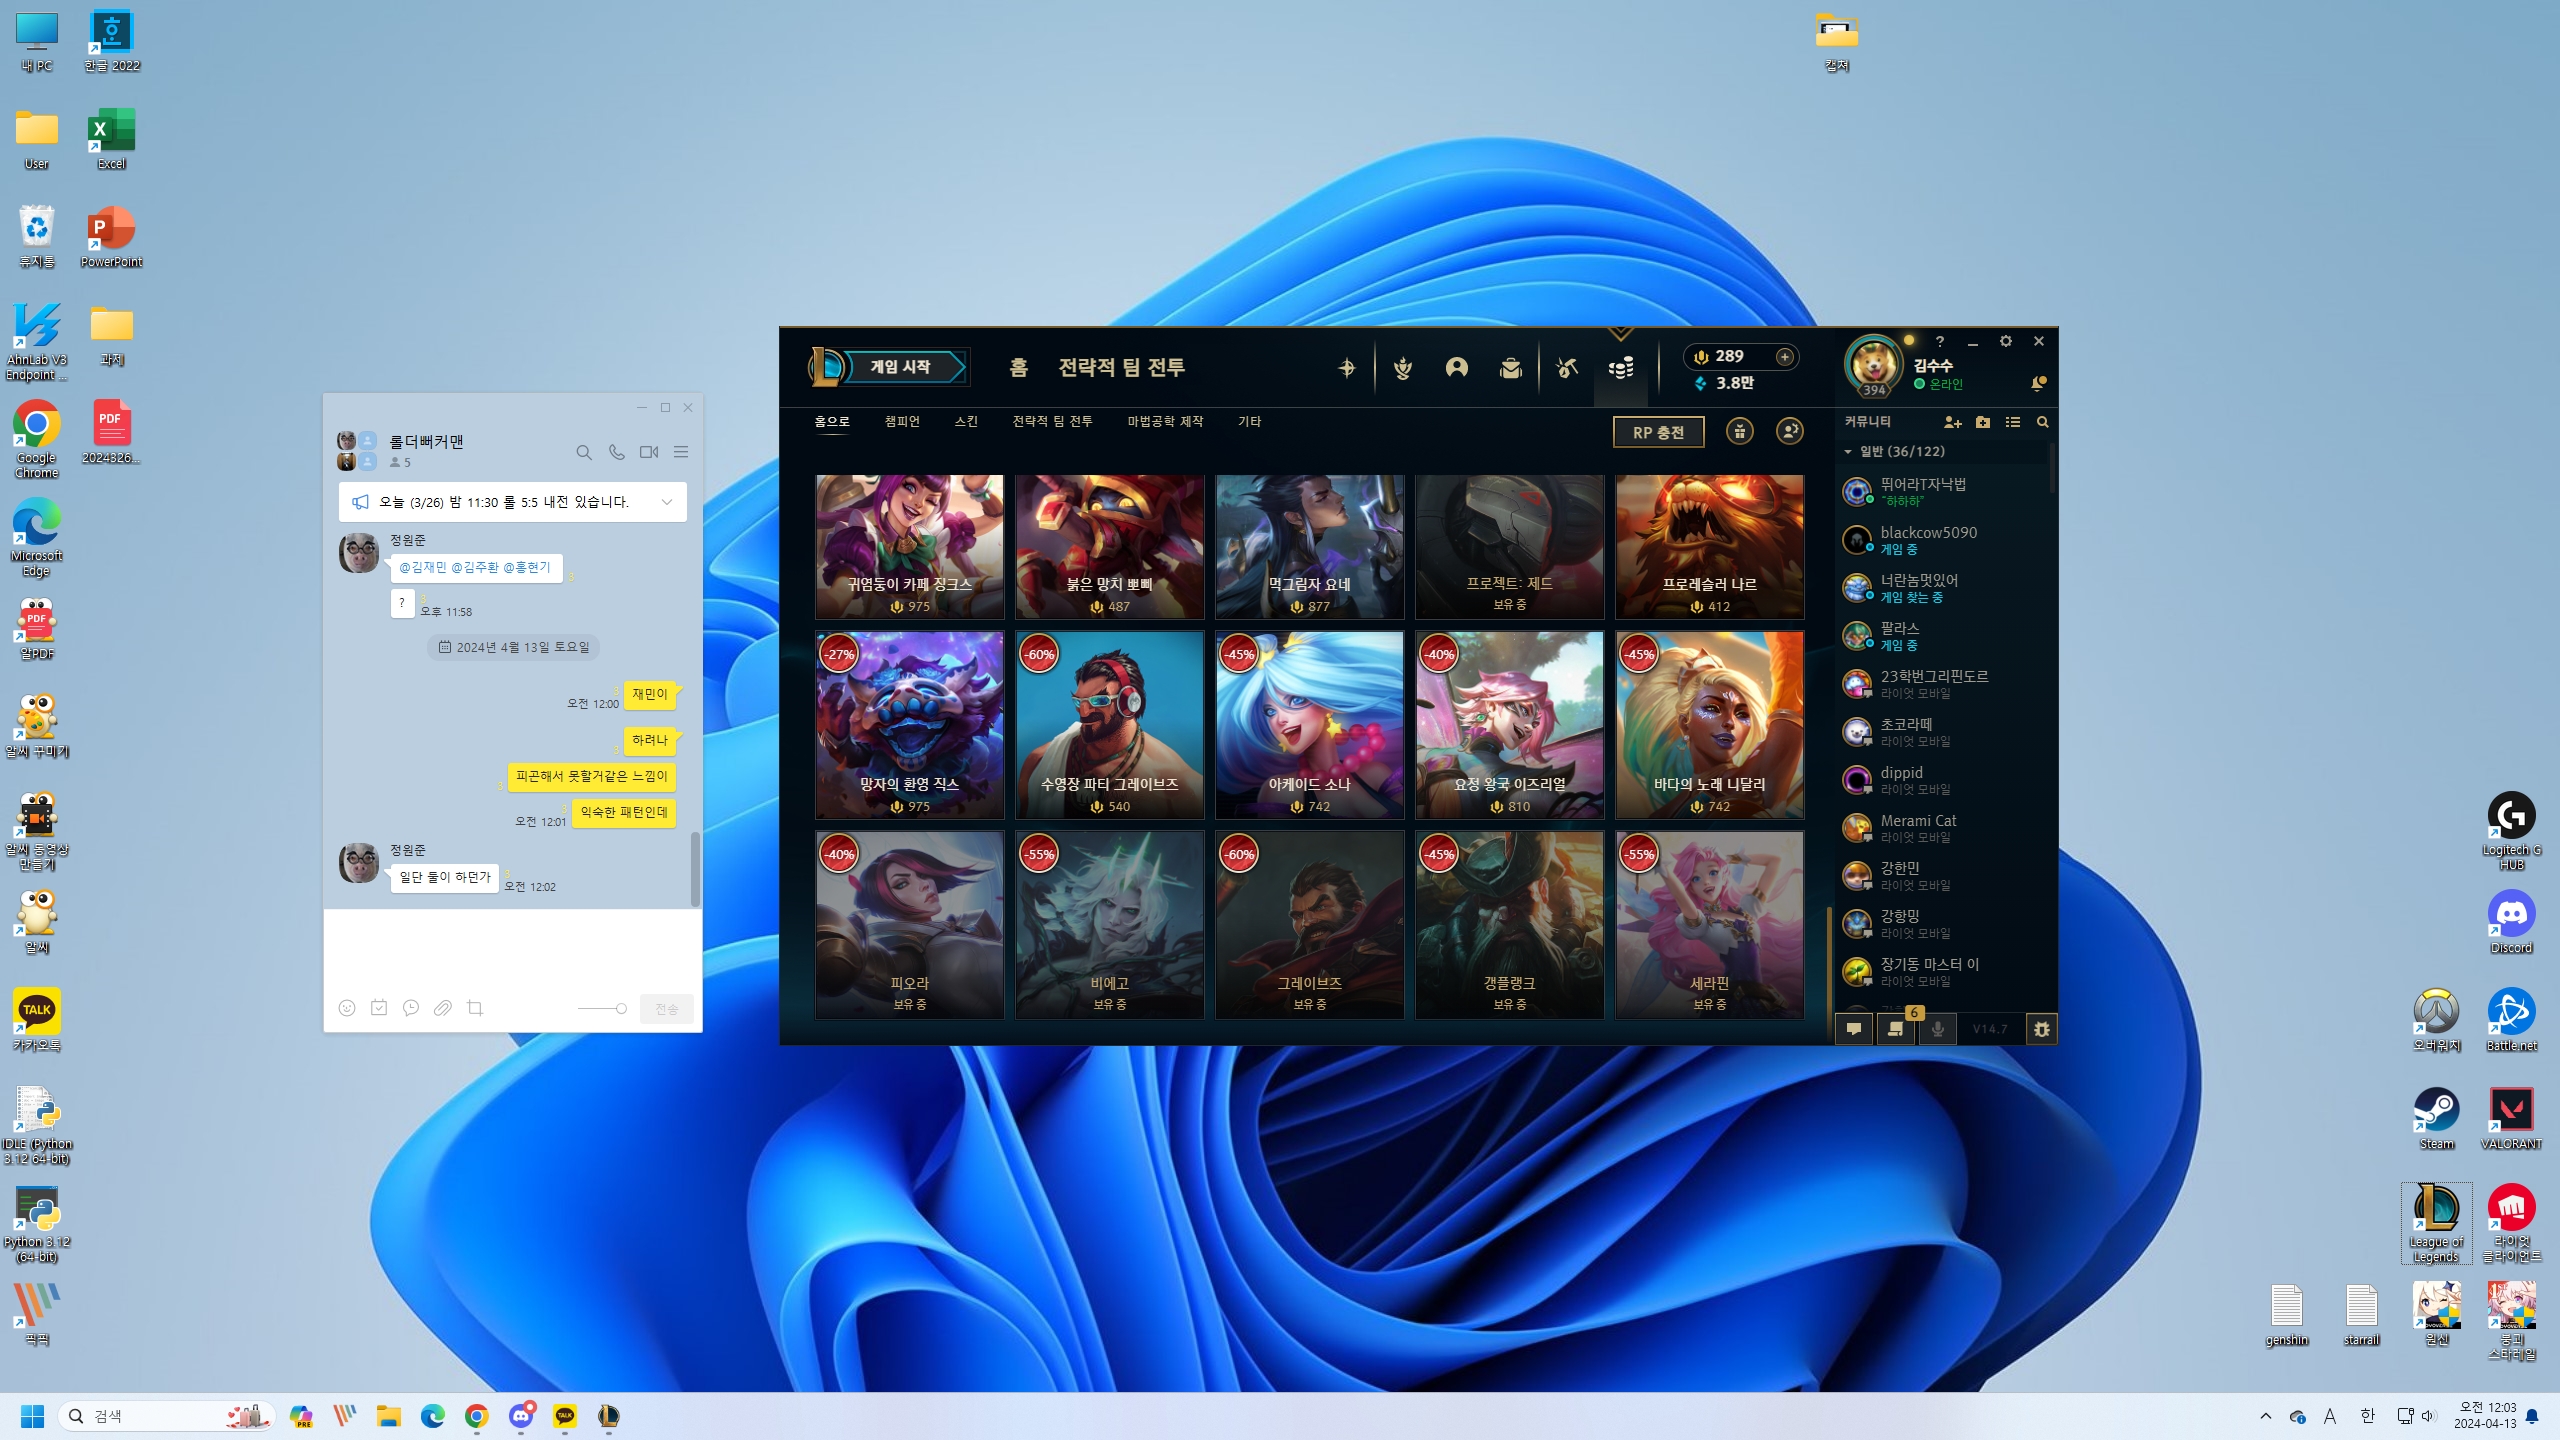 내 PC
한글 2022
User
Excel
휴지통
PowerPoint
AhnLab V3
Endpoint ...
과제
Google
Chrome
PDF
2024326...
Microsoft
Edge
PDF
알PDF
알씨 꾸미기
알씨 동영상
만들기
알씨
TALK
카카오톡
IDLE (Python
3.12 64-bit)
Python 3.12
(64-bit)
픽픽
캡쳐
롤더뻐커맨
5
오늘 (3/26) 밤 11:30 롤 5:5 내전 있습니다.
정원준
@김재민 @김주환 @홍현기
3
?
3
오후 11:58
2024년 4월 13일 토요일
3
오전 12:00
재민이
3
하려나
3
피곤해서 못할거같은 느낌이
3
오전 12:01
익숙한 패턴인데
정원준
일단 둘이 하던가
3
오전 12:02
전송
게임 시작
홈
전략적 팀 전투
289
3.8만
394
김수수
온라인
홈으로
챔피언
스킨
전략적 팀 전투
마법공학 제작
기타
RP 충전
귀염둥이 카페 징크스
975
붉은 망치 뽀삐
487
먹그림자 요네
877
프로젝트: 제드
보유 중
프로레슬러 나르
412
-27%
망자의 환영 직스
975
-60%
수영장 파티 그레이브즈
540
-45%
아케이드 소나
742
-40%
요정 왕국 이즈리얼
810
-45%
바다의 노래 니달리
742
-40%
피오라
보유 중
-55%
비에고
보유 중
-60%
그레이브즈
보유 중
-45%
갱플랭크
보유 중
-55%
세라핀
보유 중
커뮤니티
일반 (36/122)
뛰어라T자낙법
“하하하”
blackcow5090
게임 중
너란놈멋있어
게임 찾는 중
팔라스
게임 중
23학번그리핀도르
라이엇 모바일
초코라떼
라이엇 모바일
dippid
라이엇 모바일
Merami Cat
라이엇 모바일
강한민
라이엇 모바일
강항밍
라이엇 모바일
장기동 마스터 이
라이엇 모바일
6
V14.7
Logitech G
HUB
Discord
오버워치
Battle.net
Steam
VALORANT
League of
Legends
라이엇
클라이언트
genshin
starrail
원신
붕괴
스타레일
검색
PRE
TALK
A
한
오전 12:03
2024-04-13